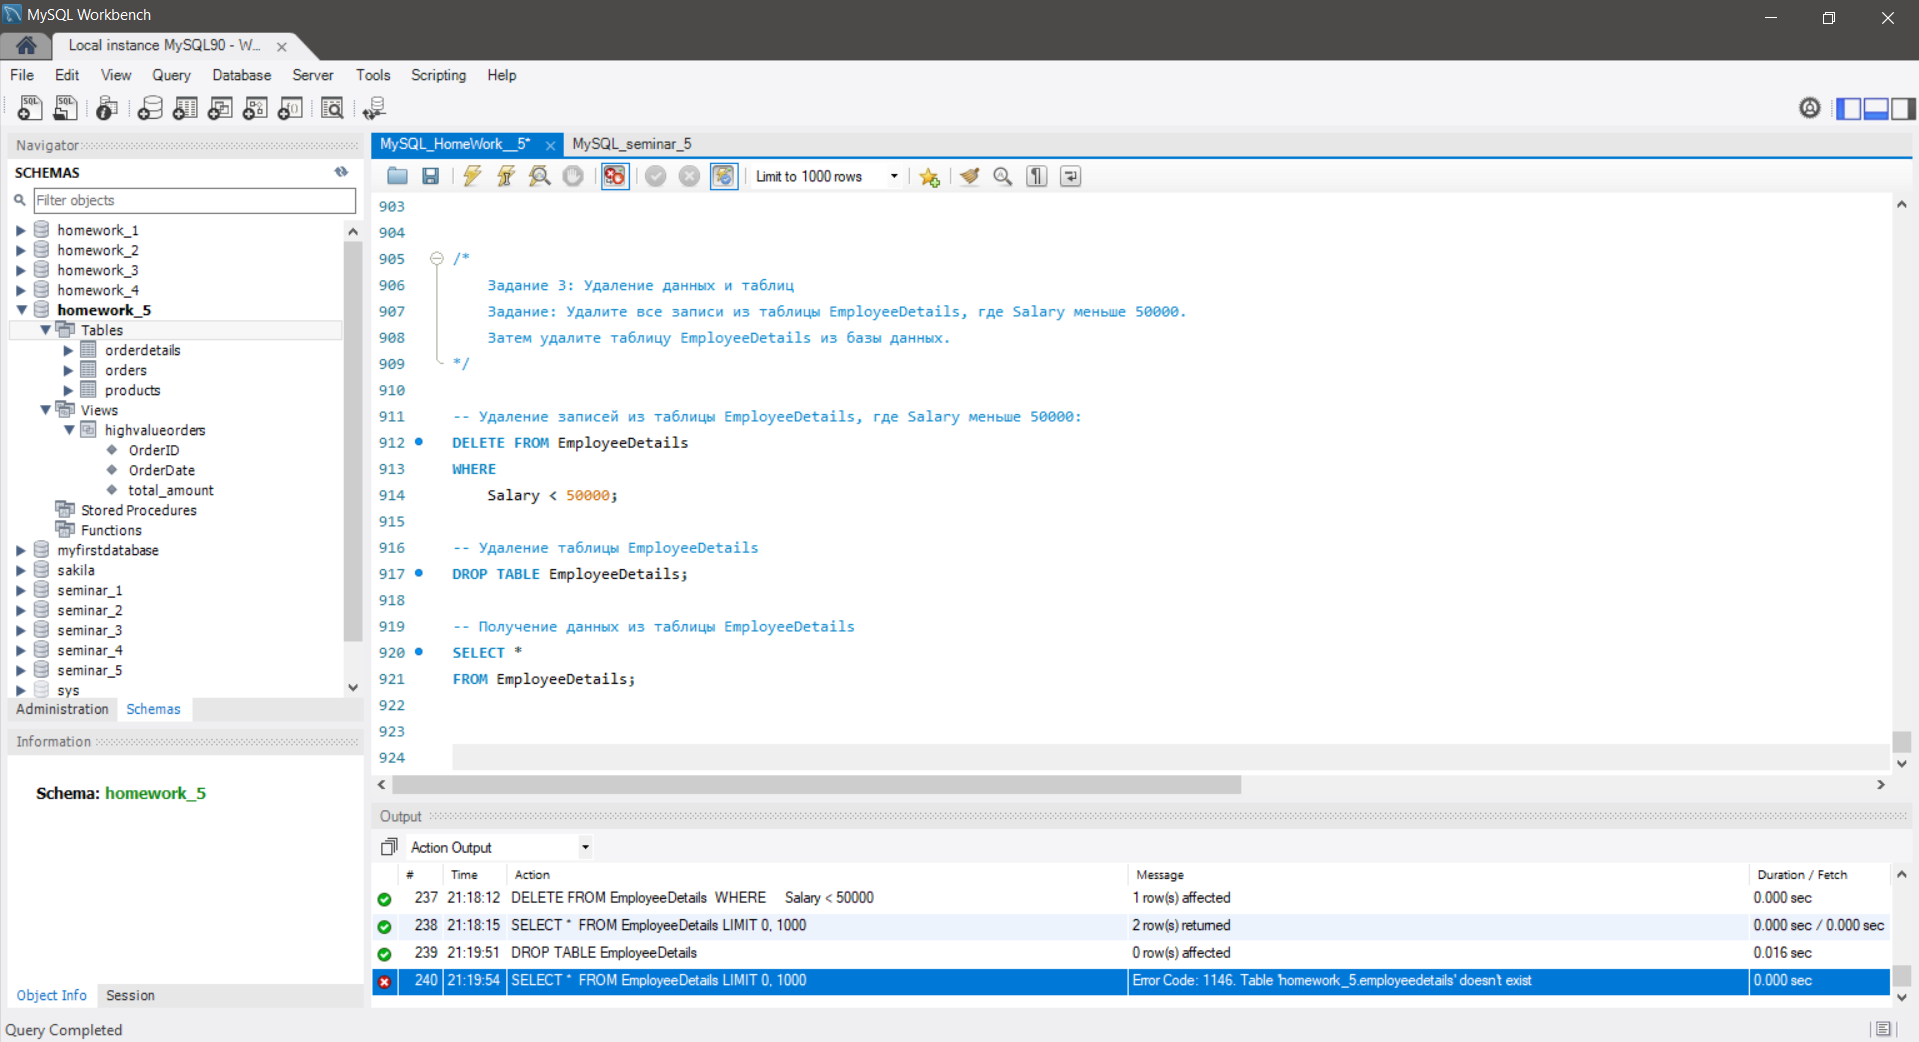 MySQL Workbench
Local instance MySQL90 - W...
File Edit View Query Database Server Tools Scripting Help
Navigator
SCHEMAS
Filter objects
homework_1
homework_2
homework_3
homework_4
homework_5
Tables
orderdetails
orders
products
Views
highvalueorders
OrderID
OrderDate
total_amount
Stored Procedures
Functions
myfirstdatabase
sakila
seminar_1
seminar_2
seminar_3
seminar_4
seminar_5
sys
Administration Schemas
Information
Schema: homework_5
Object Info Session
Query Completed
MySQL_HomeWork__5* MySQL_seminar_5
Limit to 1000 rows
903
904
905 /*
906 Задание 3: Удаление данных и таблиц
907 Задание: Удалите все записи из таблицы EmployeeDetails, где Salary меньше 50000.
908 Затем удалите таблицу EmployeeDetails из базы данных.
909 */
910
911 -- Удаление записей из таблицы EmployeeDetails, где Salary меньше 50000:
912 DELETE FROM EmployeeDetails
913 WHERE
914 Salary < 50000;
915
916 -- Удаление таблицы EmployeeDetails
917 DROP TABLE EmployeeDetails;
918
919 -- Получение данных из таблицы EmployeeDetails
920 SELECT *
921 FROM EmployeeDetails;
922
923
924
Output
Action Output
# Time Action Message Duration / Fetch
237 21:18:12 DELETE FROM EmployeeDetails WHERE Salary < 50000 1 row(s) affected 0.000 sec
238 21:18:15 SELECT * FROM EmployeeDetails LIMIT 0, 1000 2 row(s) returned 0.000 sec / 0.000 sec
239 21:19:51 DROP TABLE EmployeeDetails 0 row(s) affected 0.016 sec
240 21:19:54 SELECT * FROM EmployeeDetails LIMIT 0, 1000 Error Code: 1146. Table 'homework_5.employeedetails' doesn't exist 0.000 sec